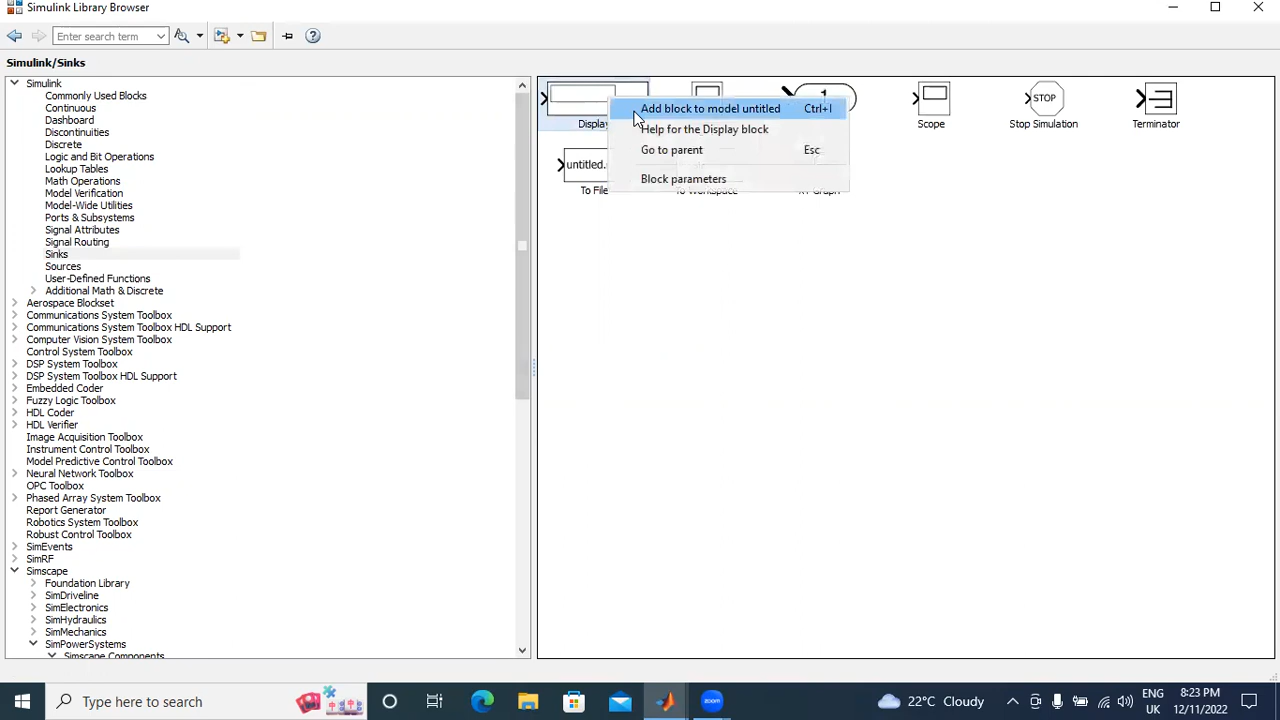 Simulink Library Browser
Enter search term
Simulink/Sinks
Simulink
Commonly Used Blocks
Continuous
Dashboard
Discontinuities
Discrete
Logic and Bit Operations
Lookup Tables
Math Operations
Model Verification
Model-Wide Utilities
Ports & Subsystems
Signal Attributes
Signal Routing
Sinks
Sources
User-Defined Functions
Additional Math & Discrete
Aerospace Blockset
Communications System Toolbox
Communications System Toolbox HDL Support
Computer Vision System Toolbox
Control System Toolbox
DSP System Toolbox
DSP System Toolbox HDL Support
Embedded Coder
Fuzzy Logic Toolbox
HDL Coder
HDL Verifier
Image Acquisition Toolbox
Instrument Control Toolbox
Model Predictive Control Toolbox
Neural Network Toolbox
OPC Toolbox
Phased Array System Toolbox
Report Generator
Robotics System Toolbox
Robust Control Toolbox
SimEvents
SimRF
Simscape
Foundation Library
SimDriveline
SimElectronics
SimHydraulics
SimMechanics
SimPowerSystems
Simscape Components
1
STOP
Display
Scope
Stop Simulation
Terminator
Add block to model untitled Ctrl+I
Help for the Display block
Go to parent Esc
Block parameters
untitled.
To File
To Workspace
XY Graph
Type here to search
zoom
22°C Cloudy
ENG
UK
8:23 PM
12/11/2022